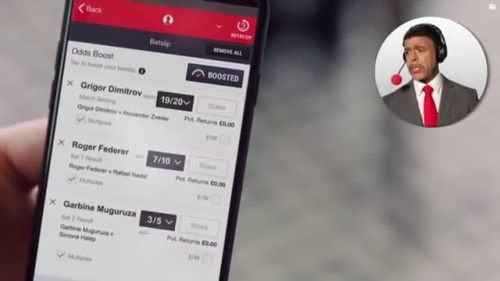 Back
3
REFRESH
Betslip
REMOVE ALL
Odds Boost
Tap to boost your betslip.
BOOSTED
Grigor Dimitrov
19/20
Stake
Match Betting
Grigor Dimitrov v Alexander Zverev
Pot. Returns £0.00
Multiples
E/W
Roger Federer
7/10
Stake
Set 1 Result
Roger Federer v Rafael Nadal
Pot. Returns £0.00
Multiples
E/W
Garbine Muguruza
3/5
Stake
Set 2 Result
Garbine Muguruza v
Simona Halep
Pot. Returns £0.00
Multiples
E/W